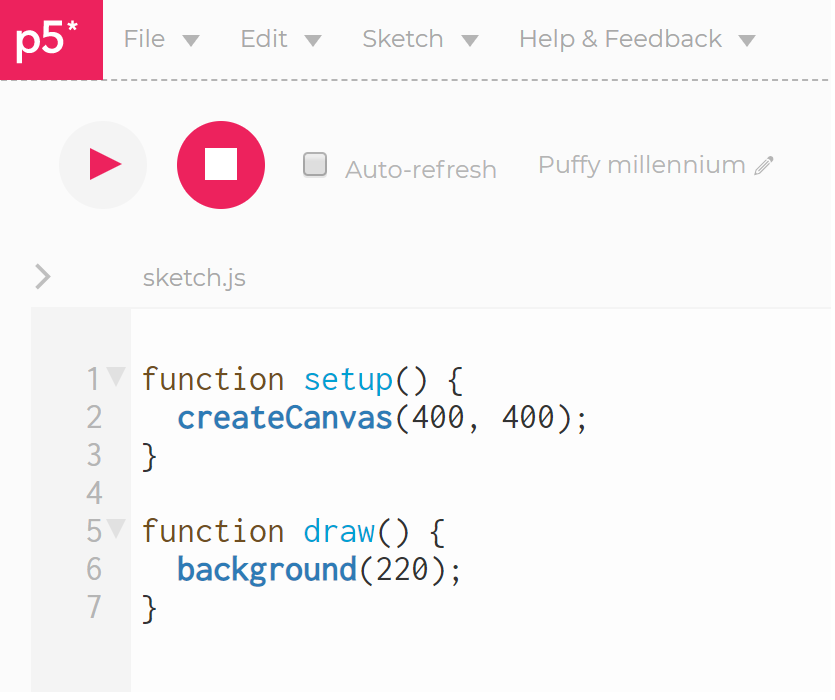 p5* File Edit Sketch Help & Feedback
Auto-refresh Puffy millennium
sketch.js
1 function setup() {
2   createCanvas(400, 400);
3 }
4
5 function draw() {
6   background(220);
7 }